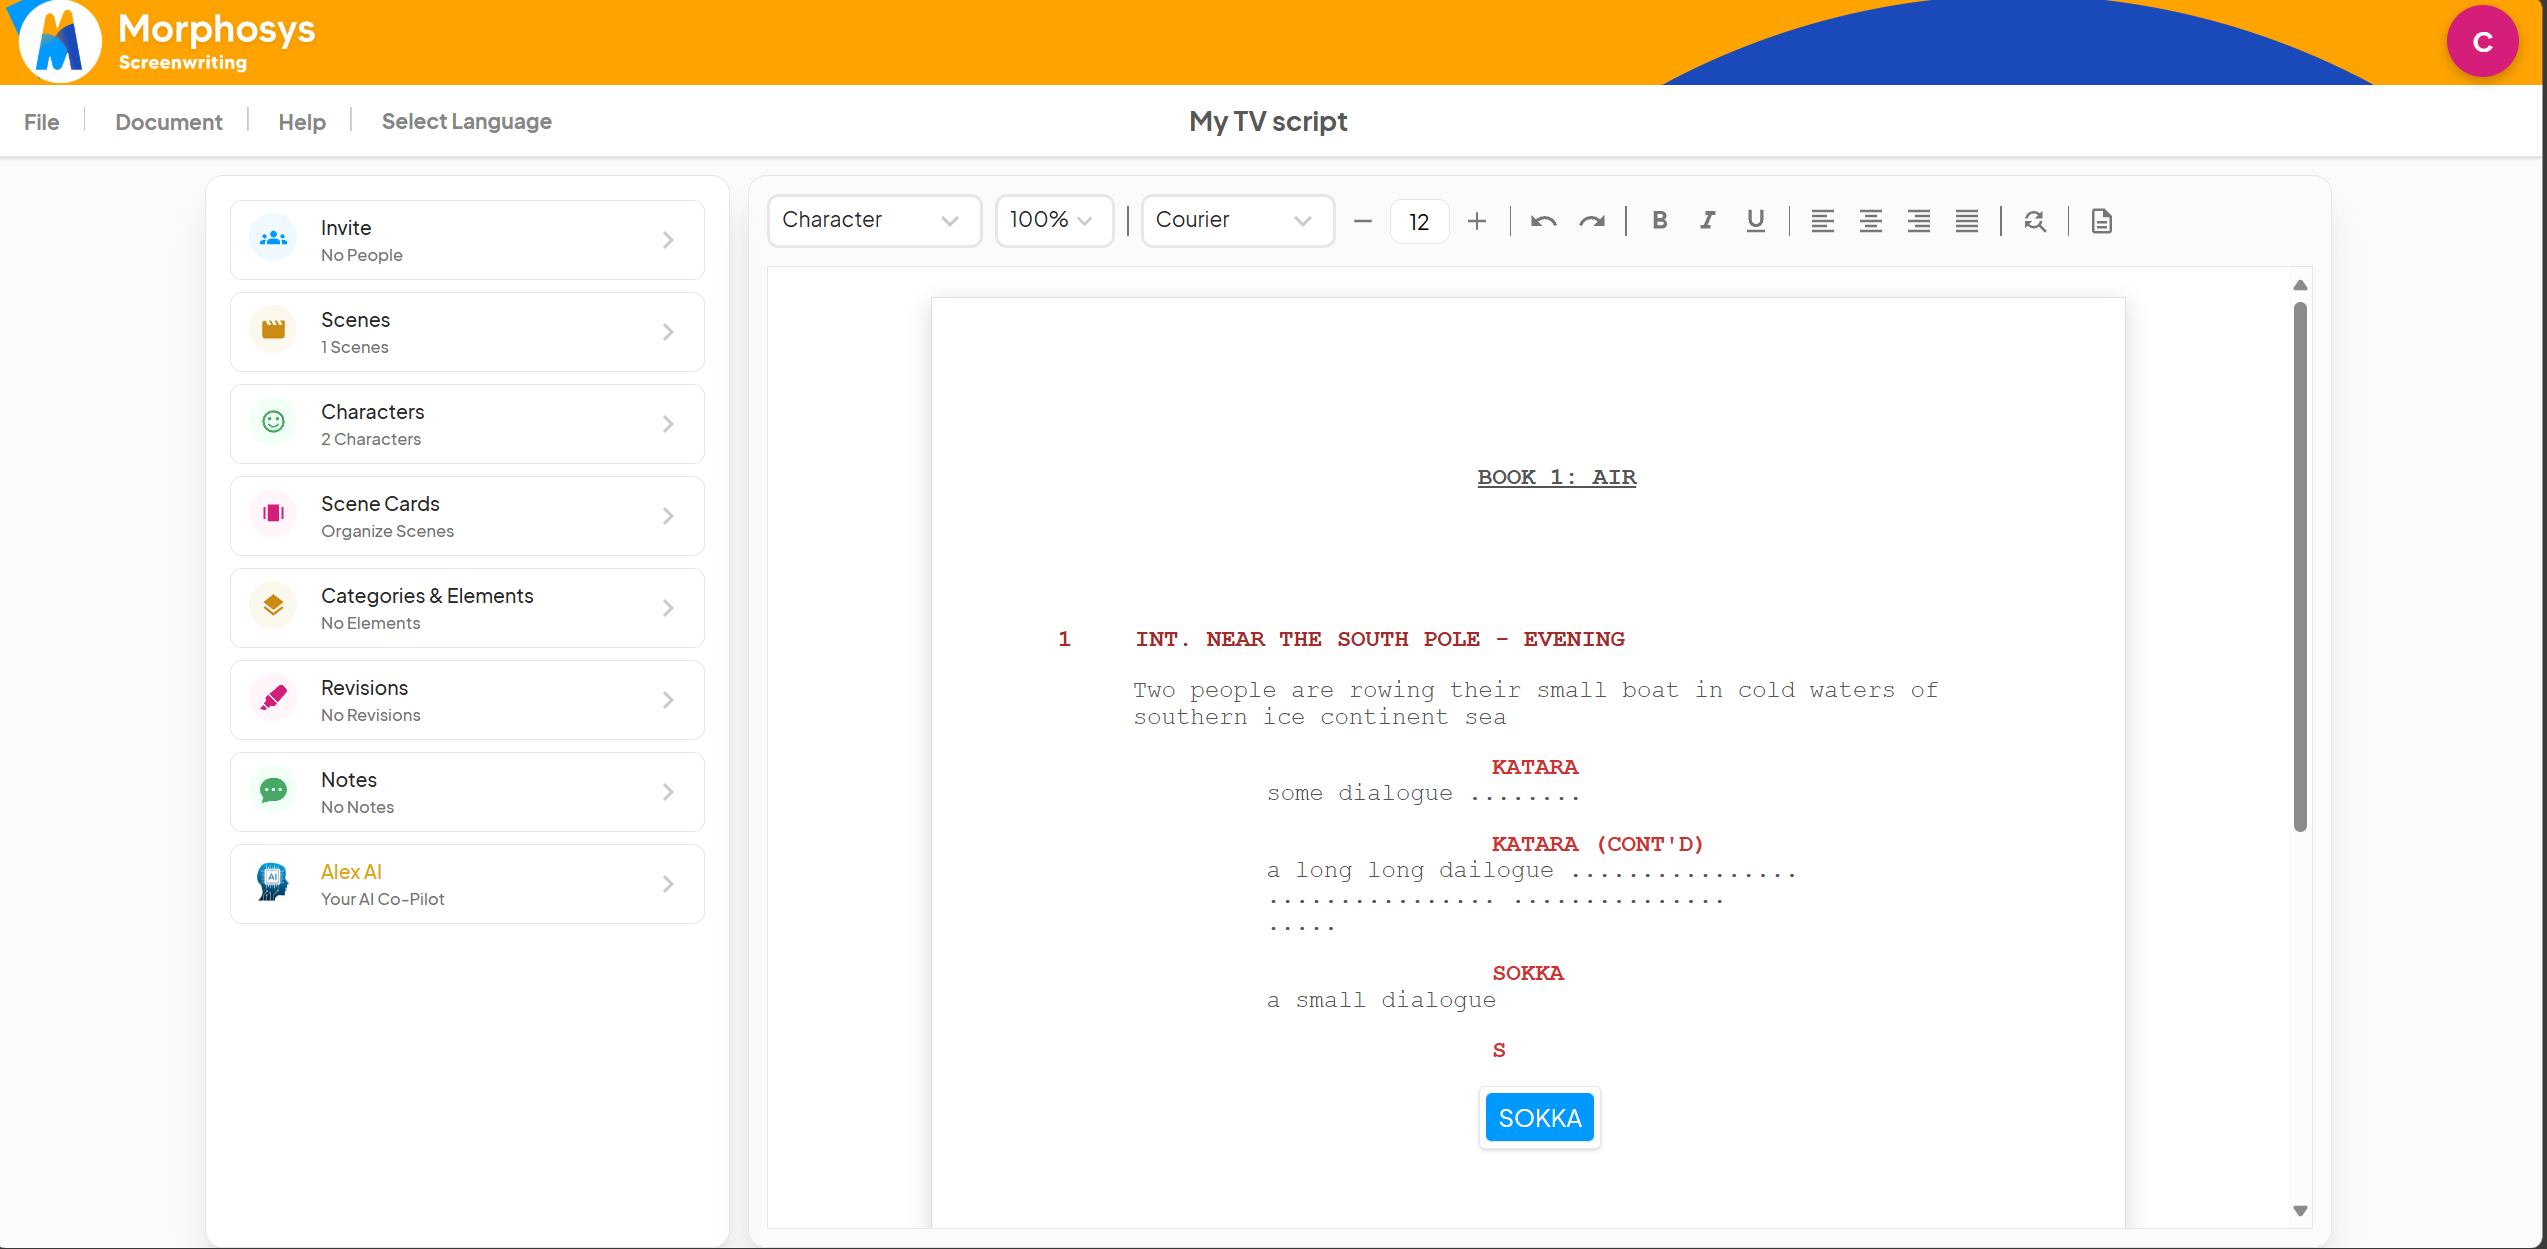 Morphosys
Screenwriting
C
File
Document
Help
Select Language
My TV script
Invite
No People
Scenes
1 Scenes
Characters
2 Characters
Scene Cards
Organize Scenes
Categories & Elements
No Elements
Revisions
No Revisions
Notes
No Notes
AI
Alex AI
Your AI Co-Pilot
Character
100%
Courier
12
B I U
BOOK 1: AIR
1 INT. NEAR THE SOUTH POLE - EVENING
Two people are rowing their small boat in cold waters of
southern ice continent sea
KATARA
some dialogue ........
KATARA (CONT'D)
a long long dailogue ................
................ ...............
.....
SOKKA
a small dialogue
S
SOKKA